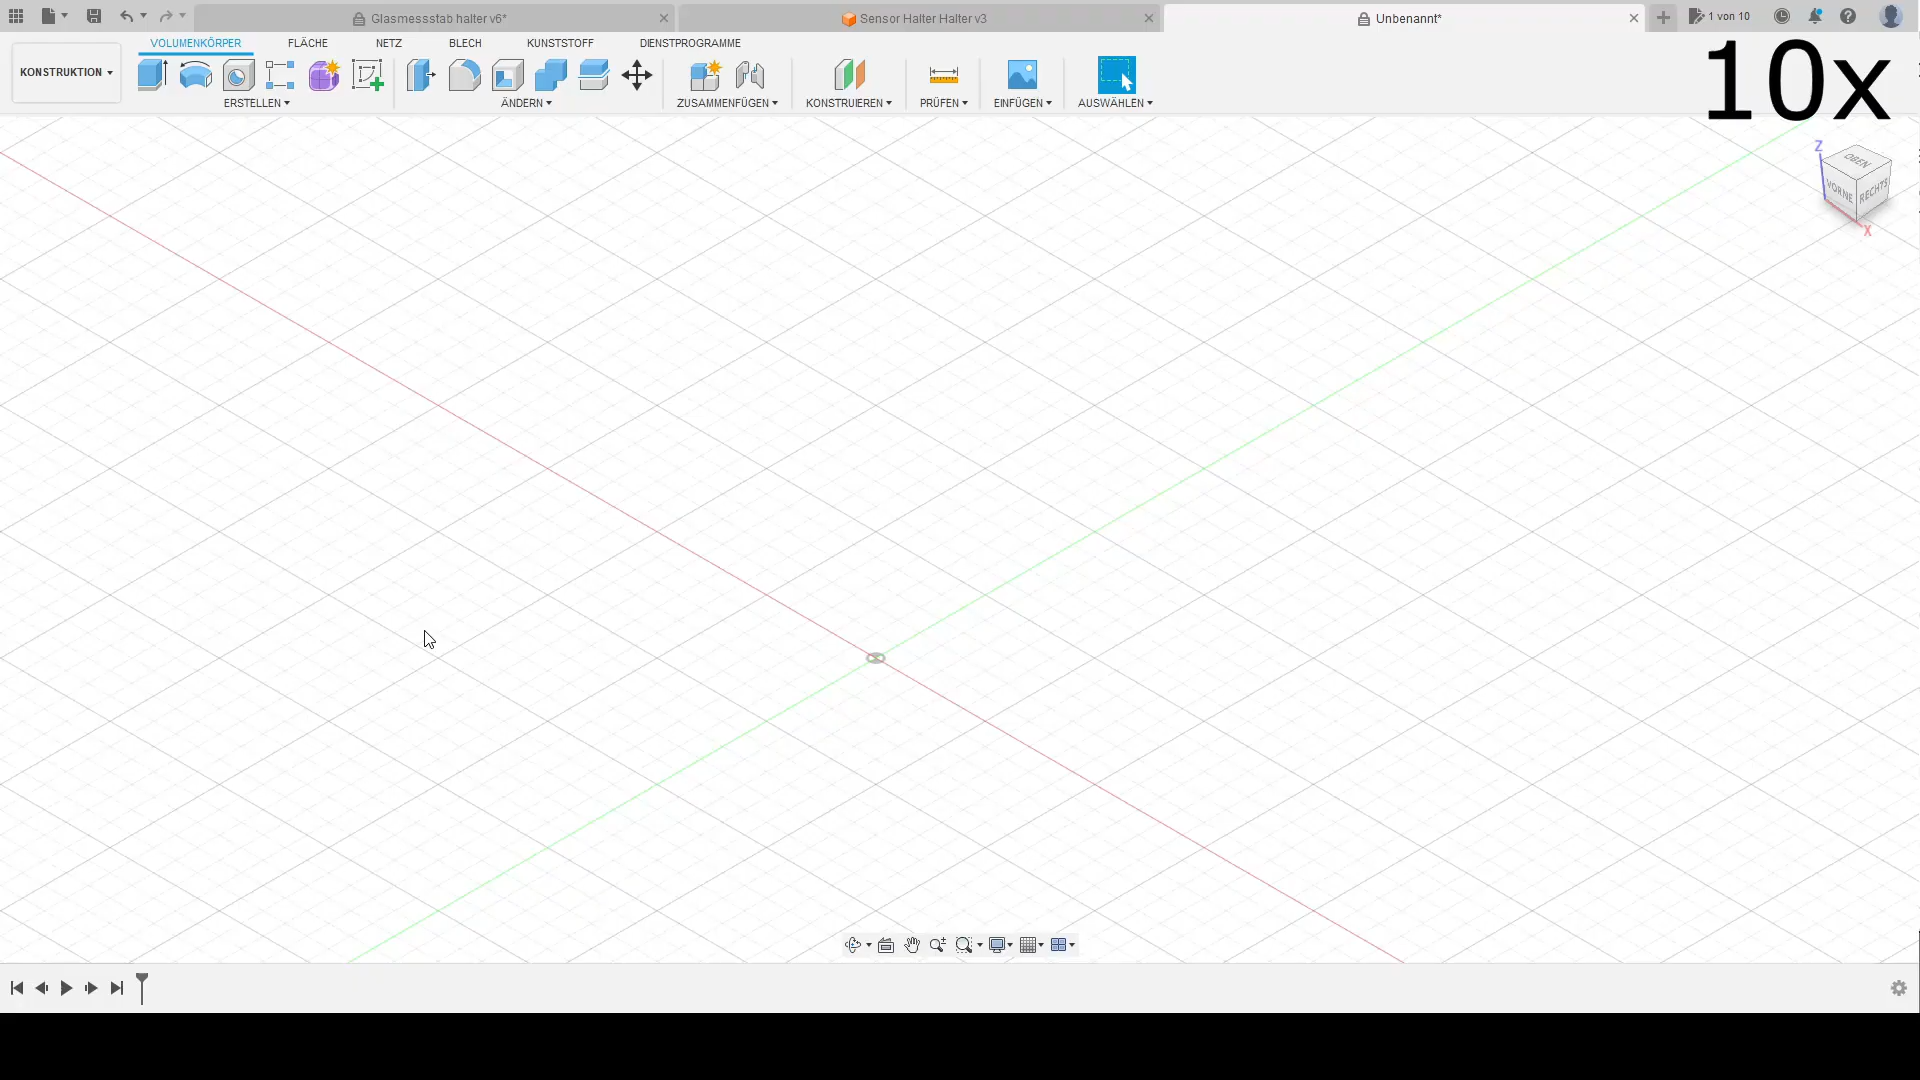 Glasmessstab halter v6*
Sensor Halter Halter v3
Unbenannt*
1 von 10
VOLUMENKÖRPER
FLÄCHE
NETZ
BLECH
KUNSTSTOFF
DIENSTPROGRAMME
KONSTRUKTION
ERSTELLEN
ÄNDERN
ZUSAMMENFÜGEN
KONSTRUIEREN
PRÜFEN
EINFÜGEN
AUSWÄHLEN
10x
Z
OBEN
VORNE
RECHTS
X